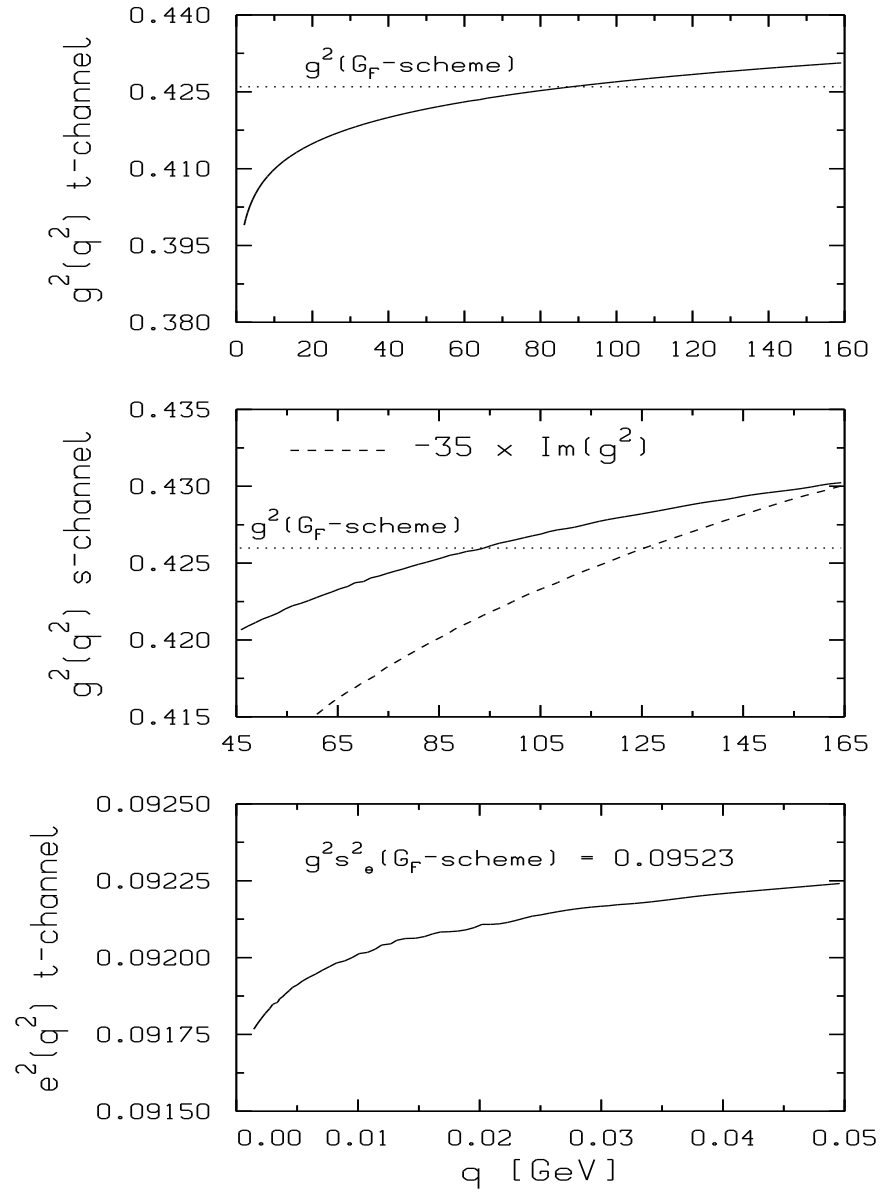 g²(q²) t-channel
0.440
0.425
0.410
0.395
0.380
g²(G_F-scheme)
0 20 40 60 80 100 120 140 160
g²(q²) s-channel
0.435
0.430
0.425
0.420
0.415
-35 × Im(g²)
g²(G_F-scheme)
45 65 85 105 125 145 165
e²(q²) t-channel
0.09250
0.09225
0.09200
0.09175
0.09150
g²s²_e(G_F-scheme) = 0.09523
0.00 0.01 0.02 0.03 0.04 0.05
q [GeV]